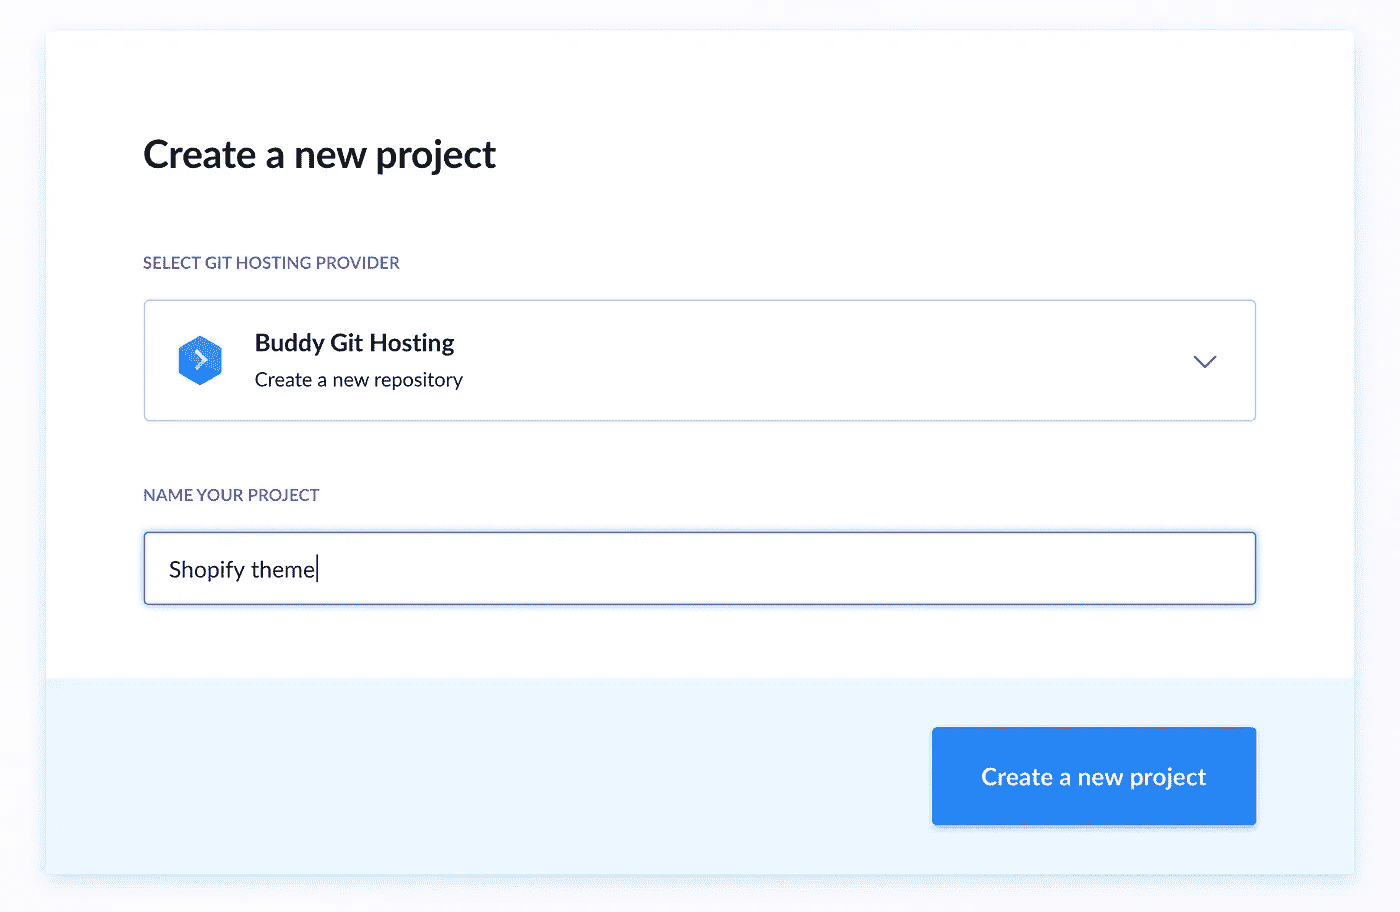 Create a new project
SELECT GIT HOSTING PROVIDER
Buddy Git Hosting
Create a new repository
NAME YOUR PROJECT
Shopify theme
Create a new project